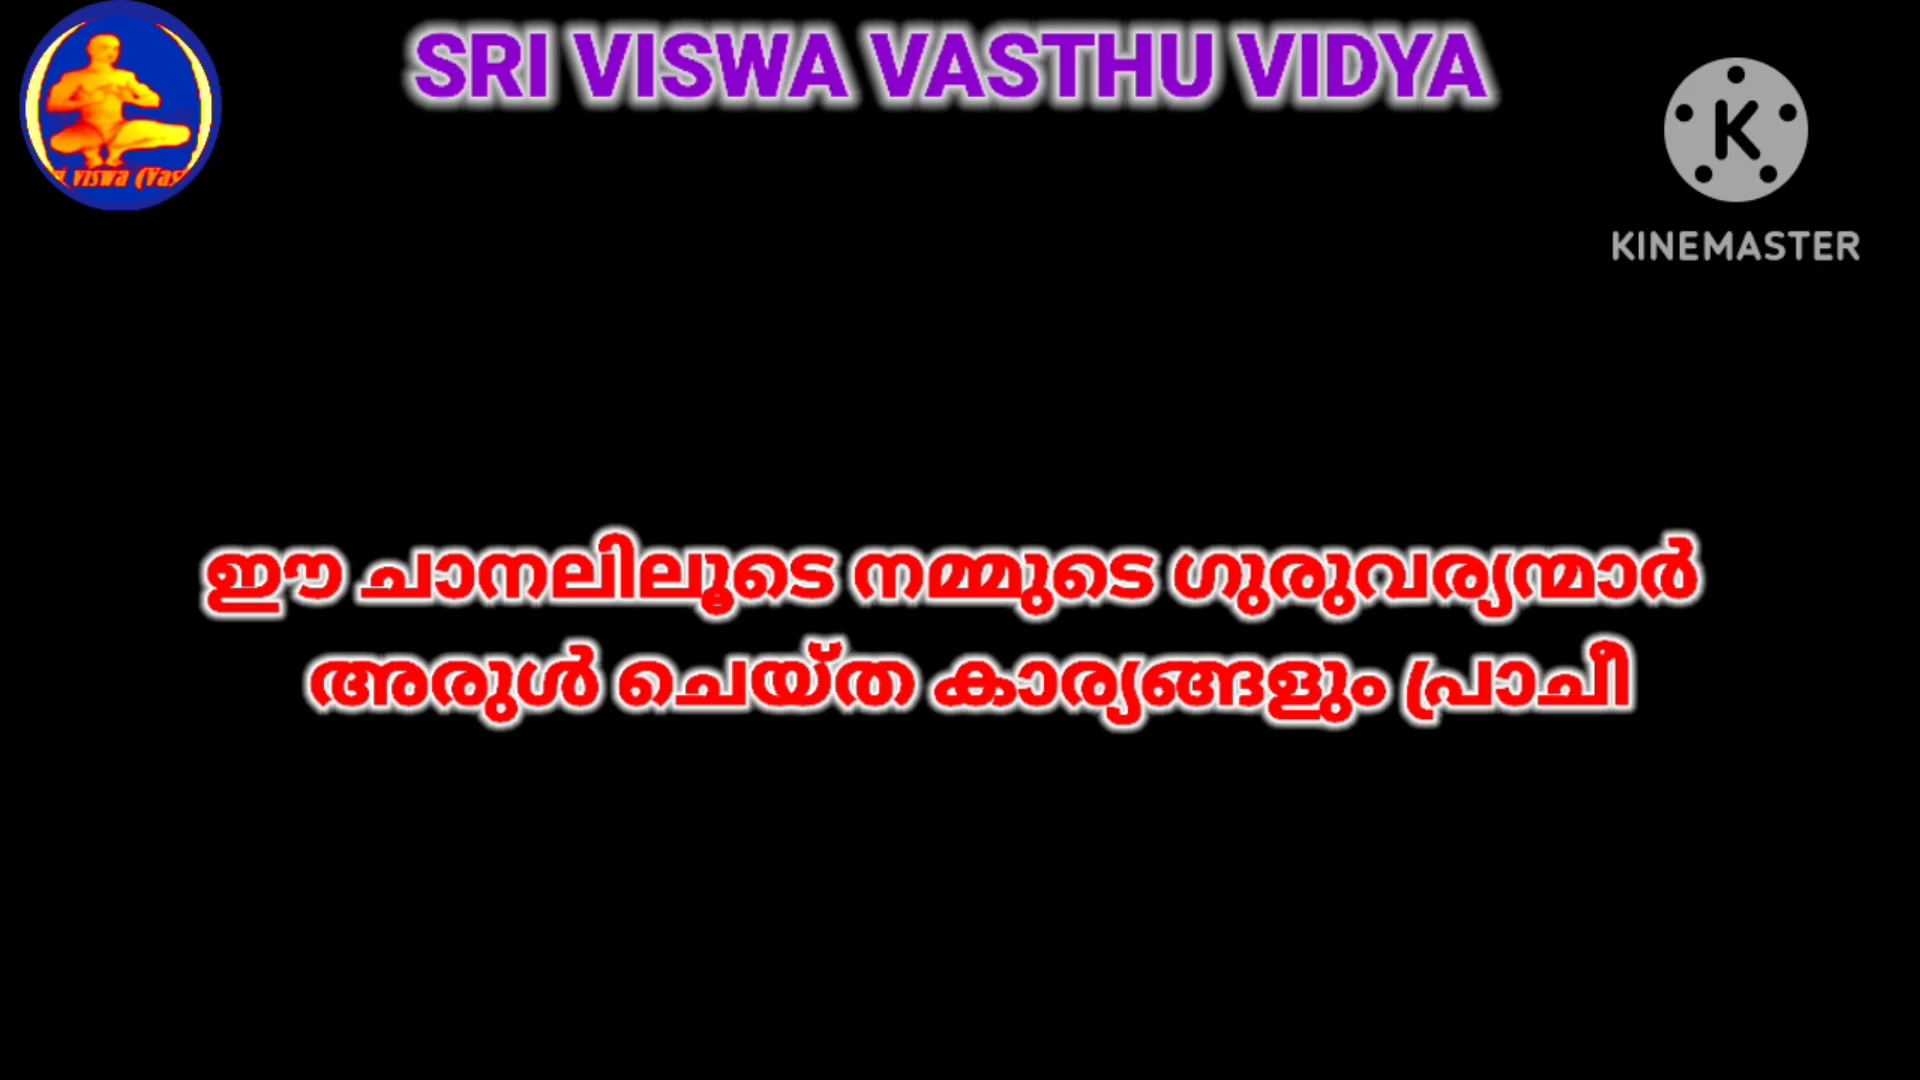 SRI VISWA VASTHU VIDYA
KINEMASTER
ഈ ചാനലിലൂടെ നമ്മുടെ ഗുരുവര്യന്മാർ
അരുൾ ചെയ്ത കാര്യങ്ങളും പ്രാചീ